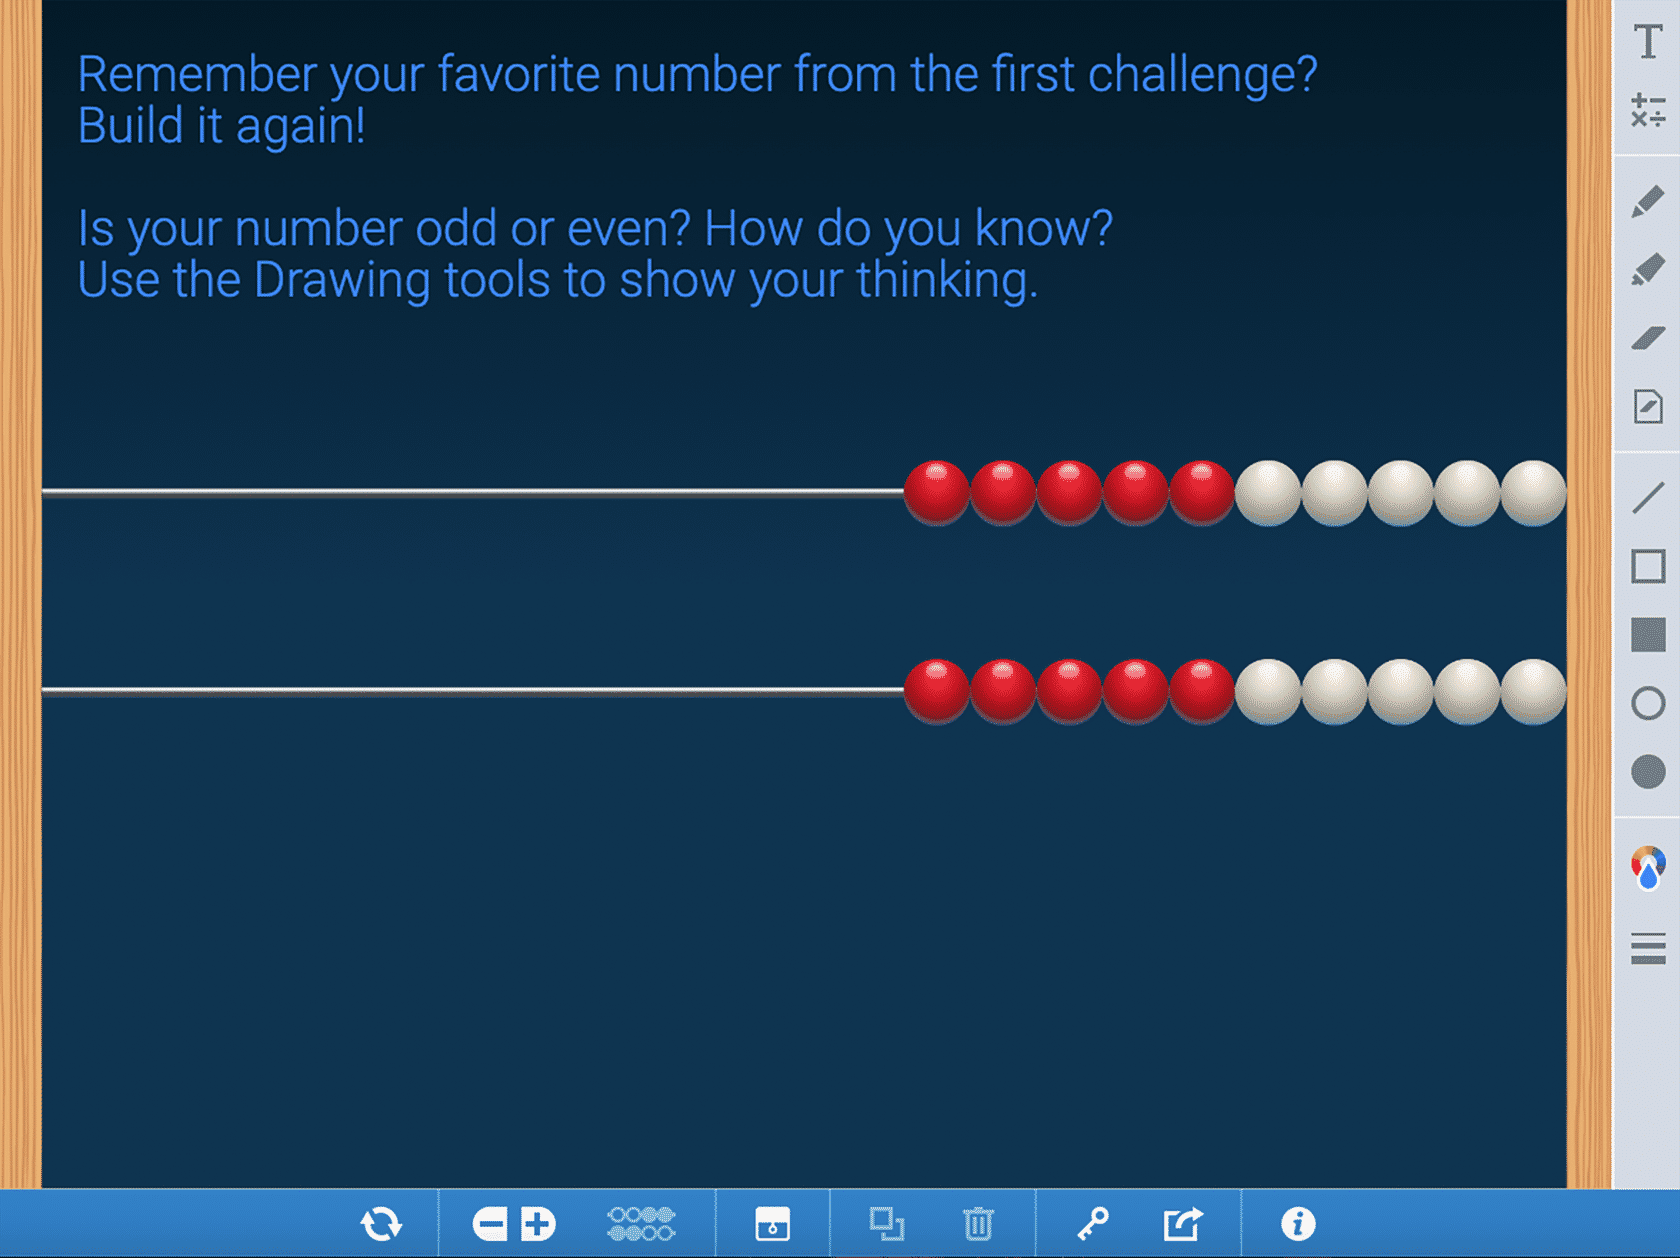 Remember your favorite number from the first challenge?
Build it again!
Is your number odd or even? How do you know?
Use the Drawing tools to show your thinking.